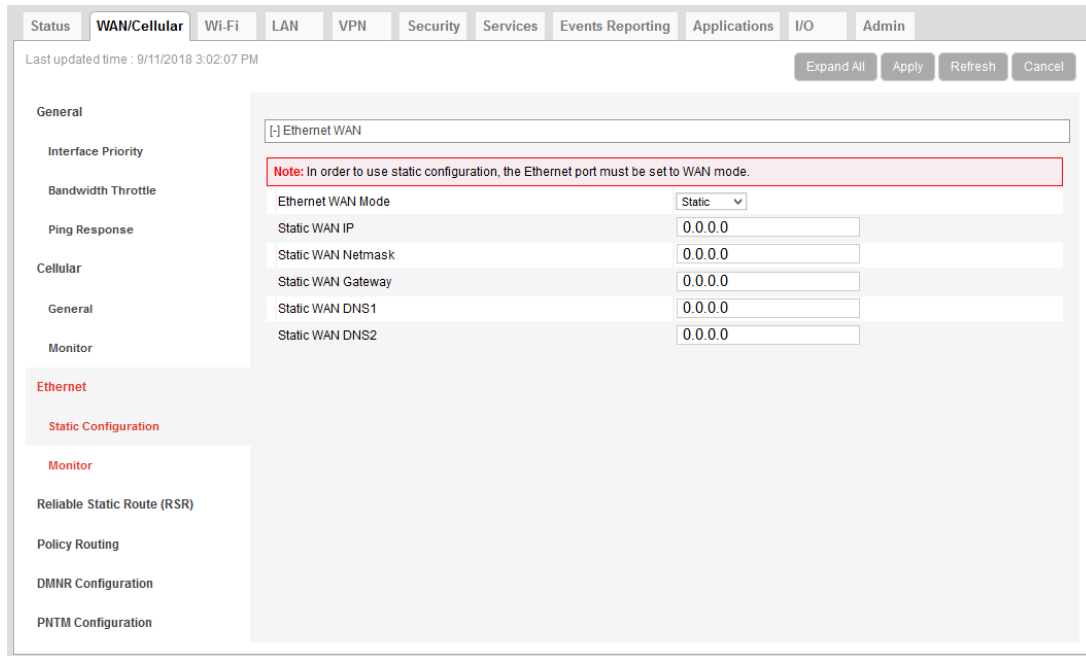 Status WAN/Cellular Wi-Fi LAN VPN Security Services Events Reporting Applications I/O Admin
Last updated time : 9/11/2018 3:02:07 PM
Expand All Apply Refresh Cancel
General
Interface Priority
Bandwidth Throttle
Ping Response
Cellular
General
Monitor
Ethernet
Static Configuration
Monitor
Reliable Static Route (RSR)
Policy Routing
DMNR Configuration
PNTM Configuration
[-] Ethernet WAN
Note: In order to use static configuration, the Ethernet port must be set to WAN mode.
Ethernet WAN Mode Static
Static WAN IP 0.0.0.0
Static WAN Netmask 0.0.0.0
Static WAN Gateway 0.0.0.0
Static WAN DNS1 0.0.0.0
Static WAN DNS2 0.0.0.0